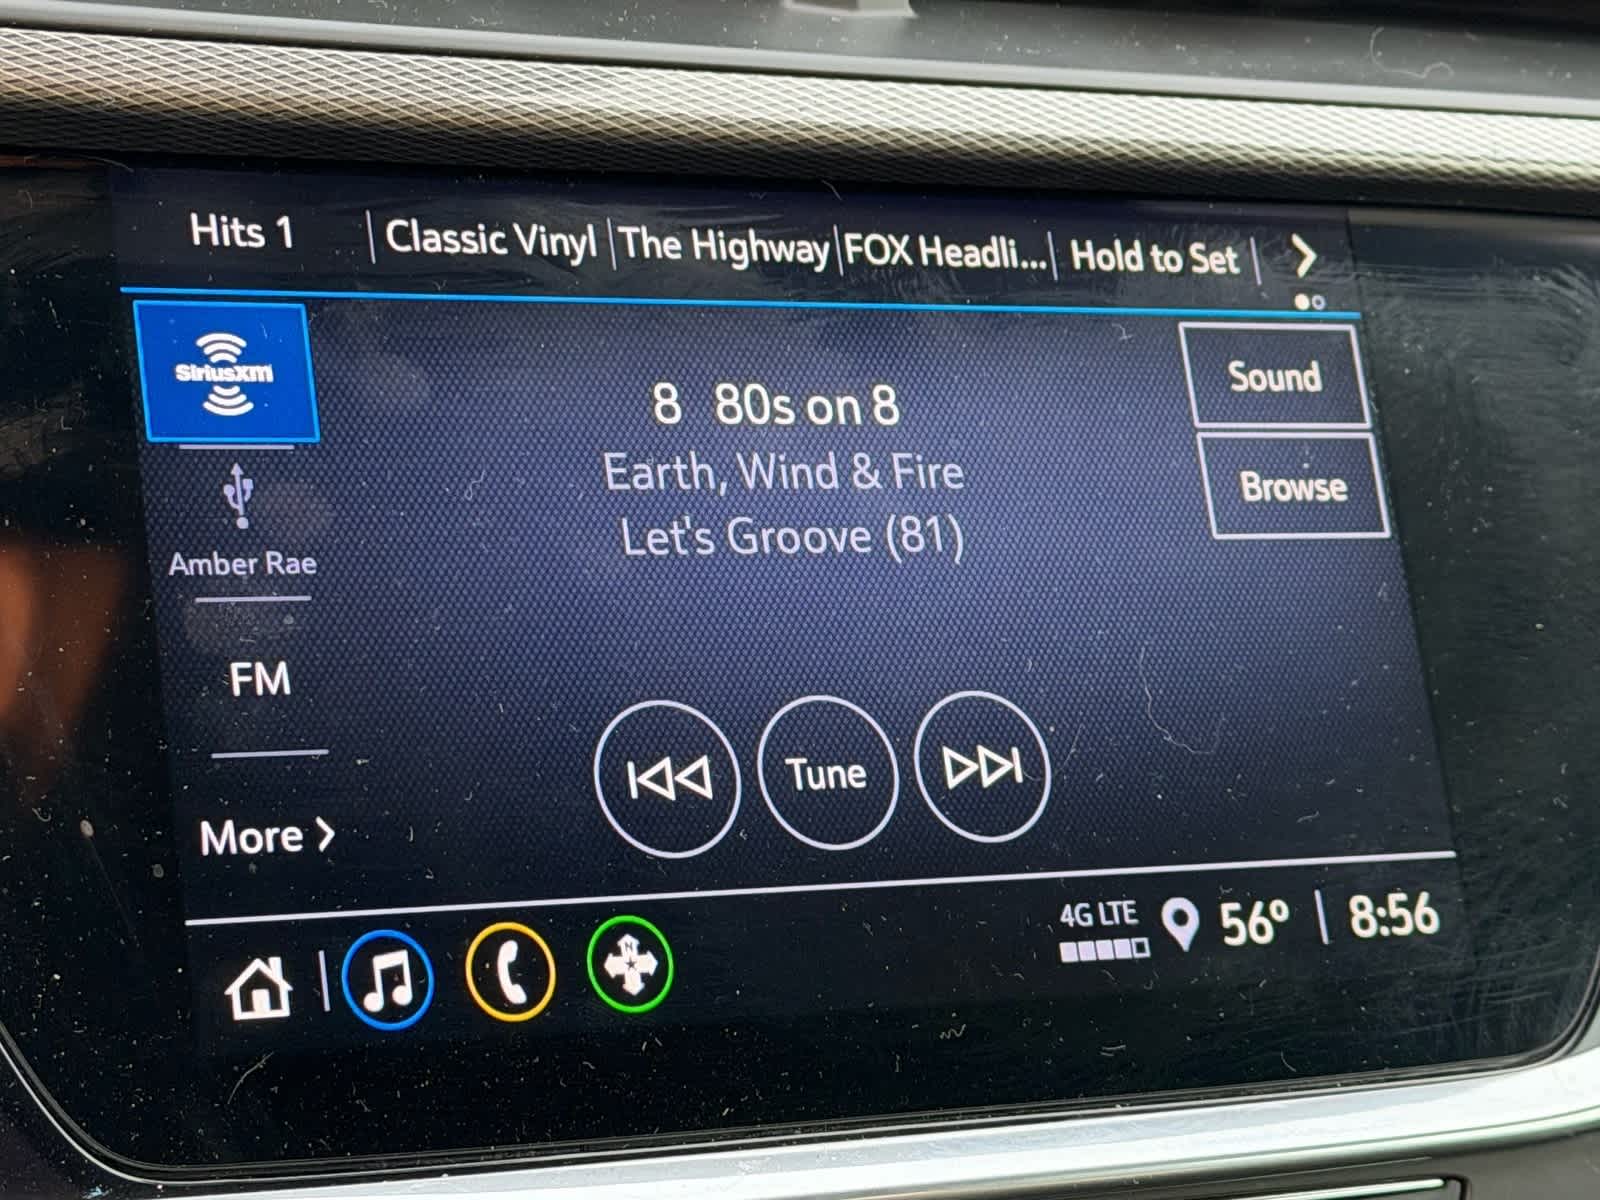 Hits 1
Classic Vinyl
The Highway
FOX Headli...
Hold to Set
SiriusXM
8 80s on 8
Earth, Wind & Fire
Let's Groove (81)
Sound
Browse
Amber Rae
FM
More
Tune
N
4G LTE
56°
8:56